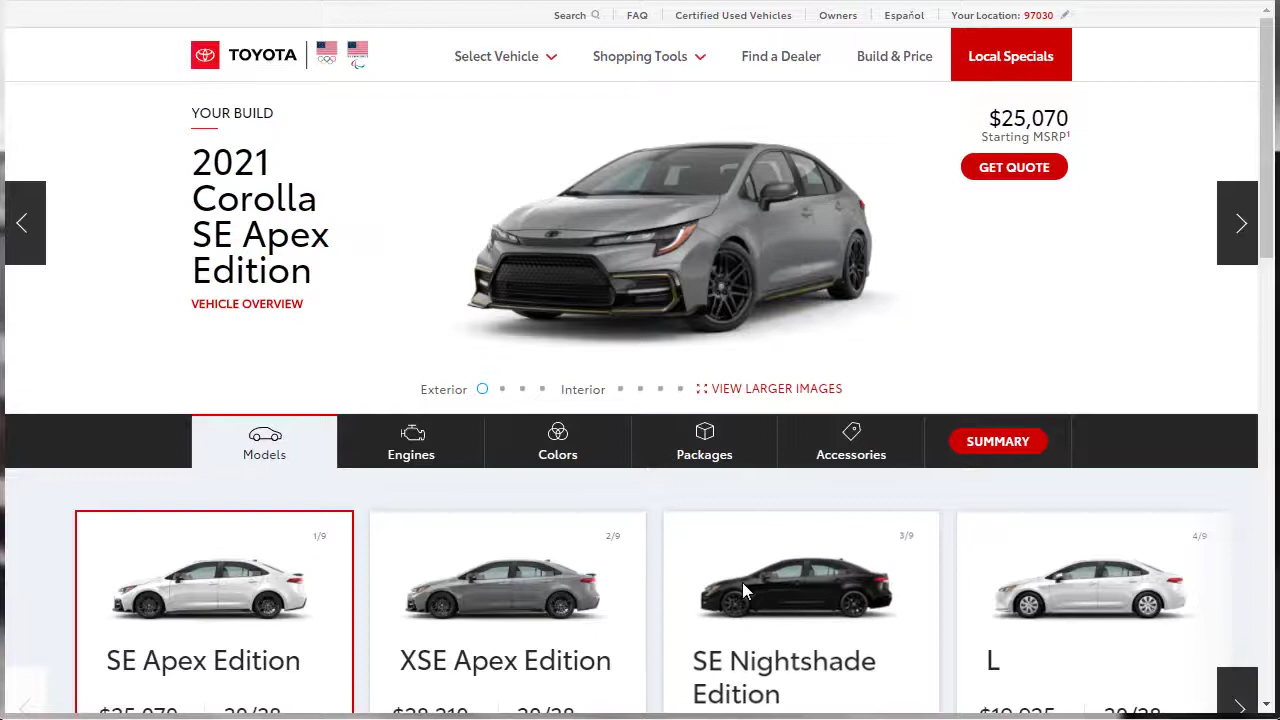 Search
FAQ
Certified Used Vehicles
Owners
Español
Your Location: 97030
TOYOTA
Select Vehicle
Shopping Tools
Find a Dealer
Build & Price
Local Specials
YOUR BUILD
2021
Corolla
SE Apex
Edition
VEHICLE OVERVIEW
$25,070
Starting MSRP1
GET QUOTE
Exterior
Interior
VIEW LARGER IMAGES
Models
Engines
Colors
Packages
Accessories
SUMMARY
1/9
SE Apex Edition
$25,070
2/9
XSE Apex Edition
3/9
SE Nightshade
Edition
4/9
L